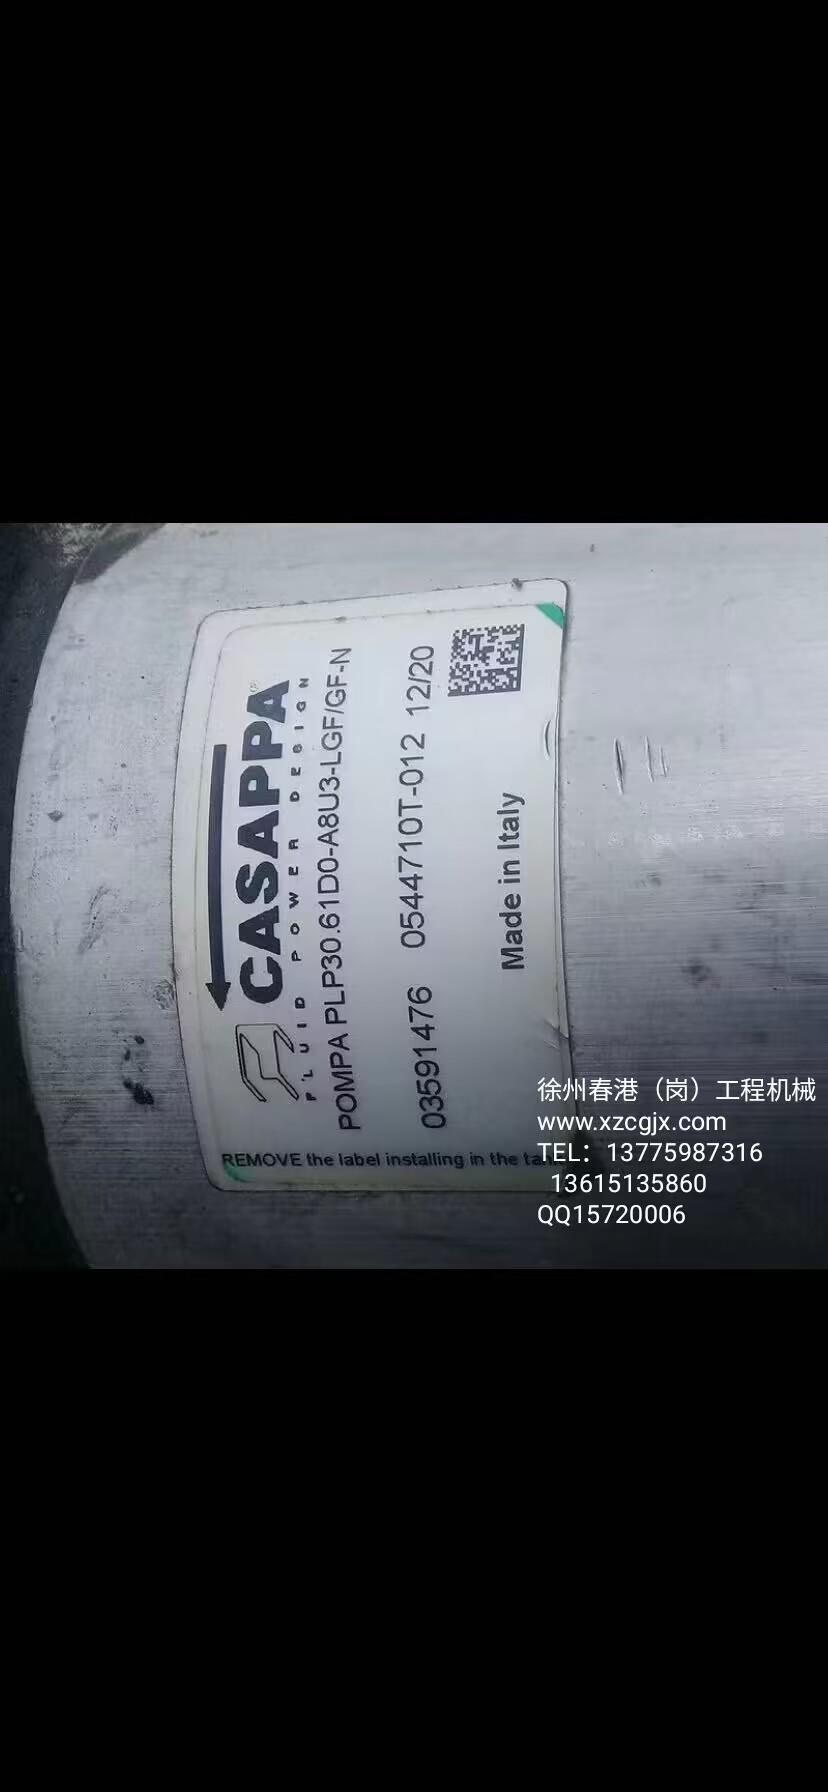 CASAPPA
FLUID POWER DESIGN
POMPA PLP30.61D0-A8U3-LGF/GF-N
03591476 0544710T-012 12/20
Made in Italy
REMOVE the label installing in the tank
徐州春港（岗）工程机械
www.xzcgjx.com
TEL：13775987316
13615135860
QQ15720006